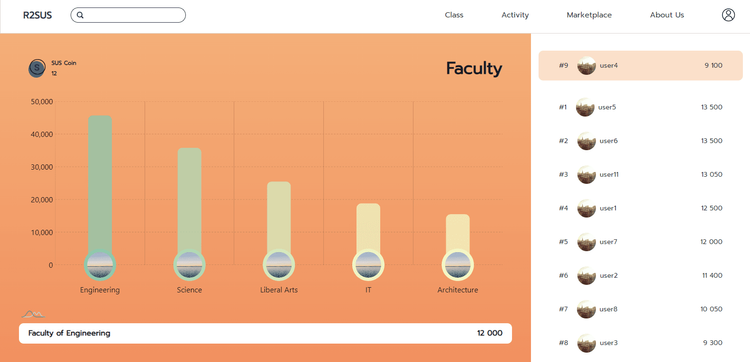 R2SUS
Class Activity Marketplace About Us
SUS Coin
12
S
Faculty
50,000
40,000
30,000
20,000
10,000
0
Engineering Science Liberal Arts IT Architecture
Faculty of Engineering 12 000
#9 user4 9 100
#1 user5 13 500
#2 user6 13 500
#3 user11 13 050
#4 user1 12 500
#5 user7 12 000
#6 user2 11 400
#7 user8 10 050
#8 user3 9 300